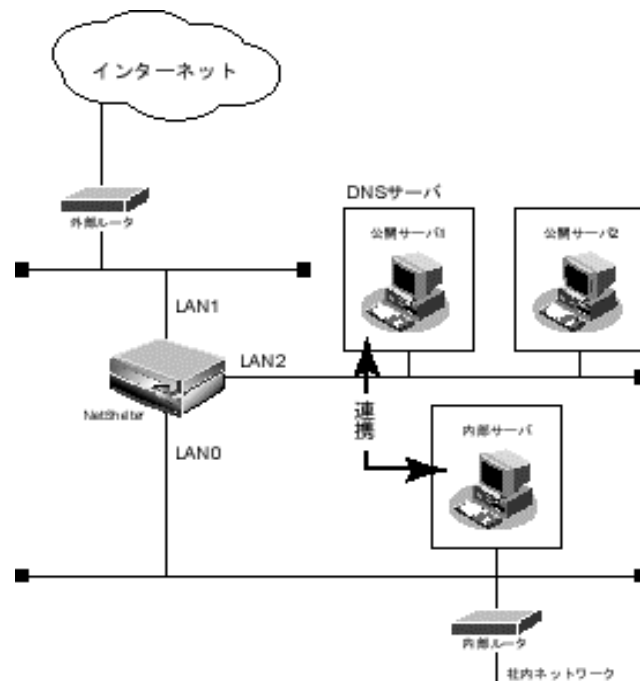 インターネット
DNSサーバ
外部ルータ
公開サーバ1
公開サーバ2
LAN1
LAN2
NetShelter
連携
内部サーバ
LAN0
内部ルータ
社内ネットワーク